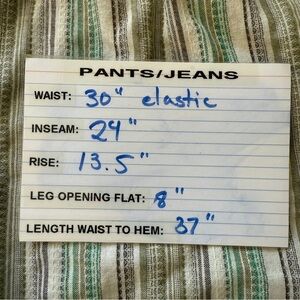 PANTS/JEANS
WAIST: 30" elastic
INSEAM: 24"
RISE: 13.5"
LEG OPENING FLAT: 8"
LENGTH WAIST TO HEM: 37"